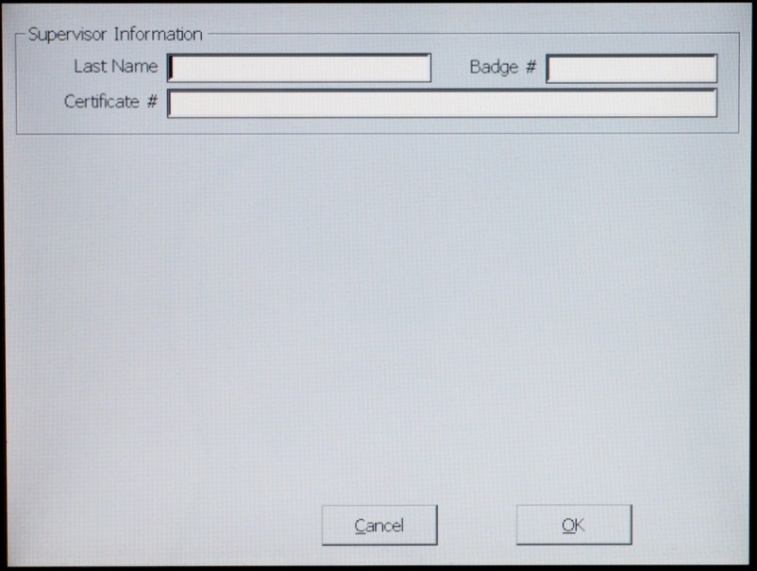 Supervisor Information
Last Name Badge #
Certificate #
Cancel OK